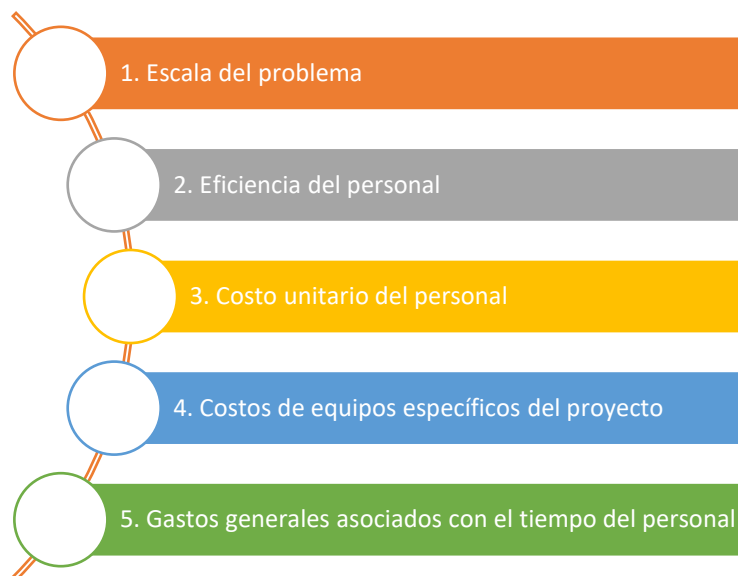 1. Escala del problema
2. Eficiencia del personal
3. Costo unitario del personal
4. Costos de equipos específicos del proyecto
5. Gastos generales asociados con el tiempo del personal